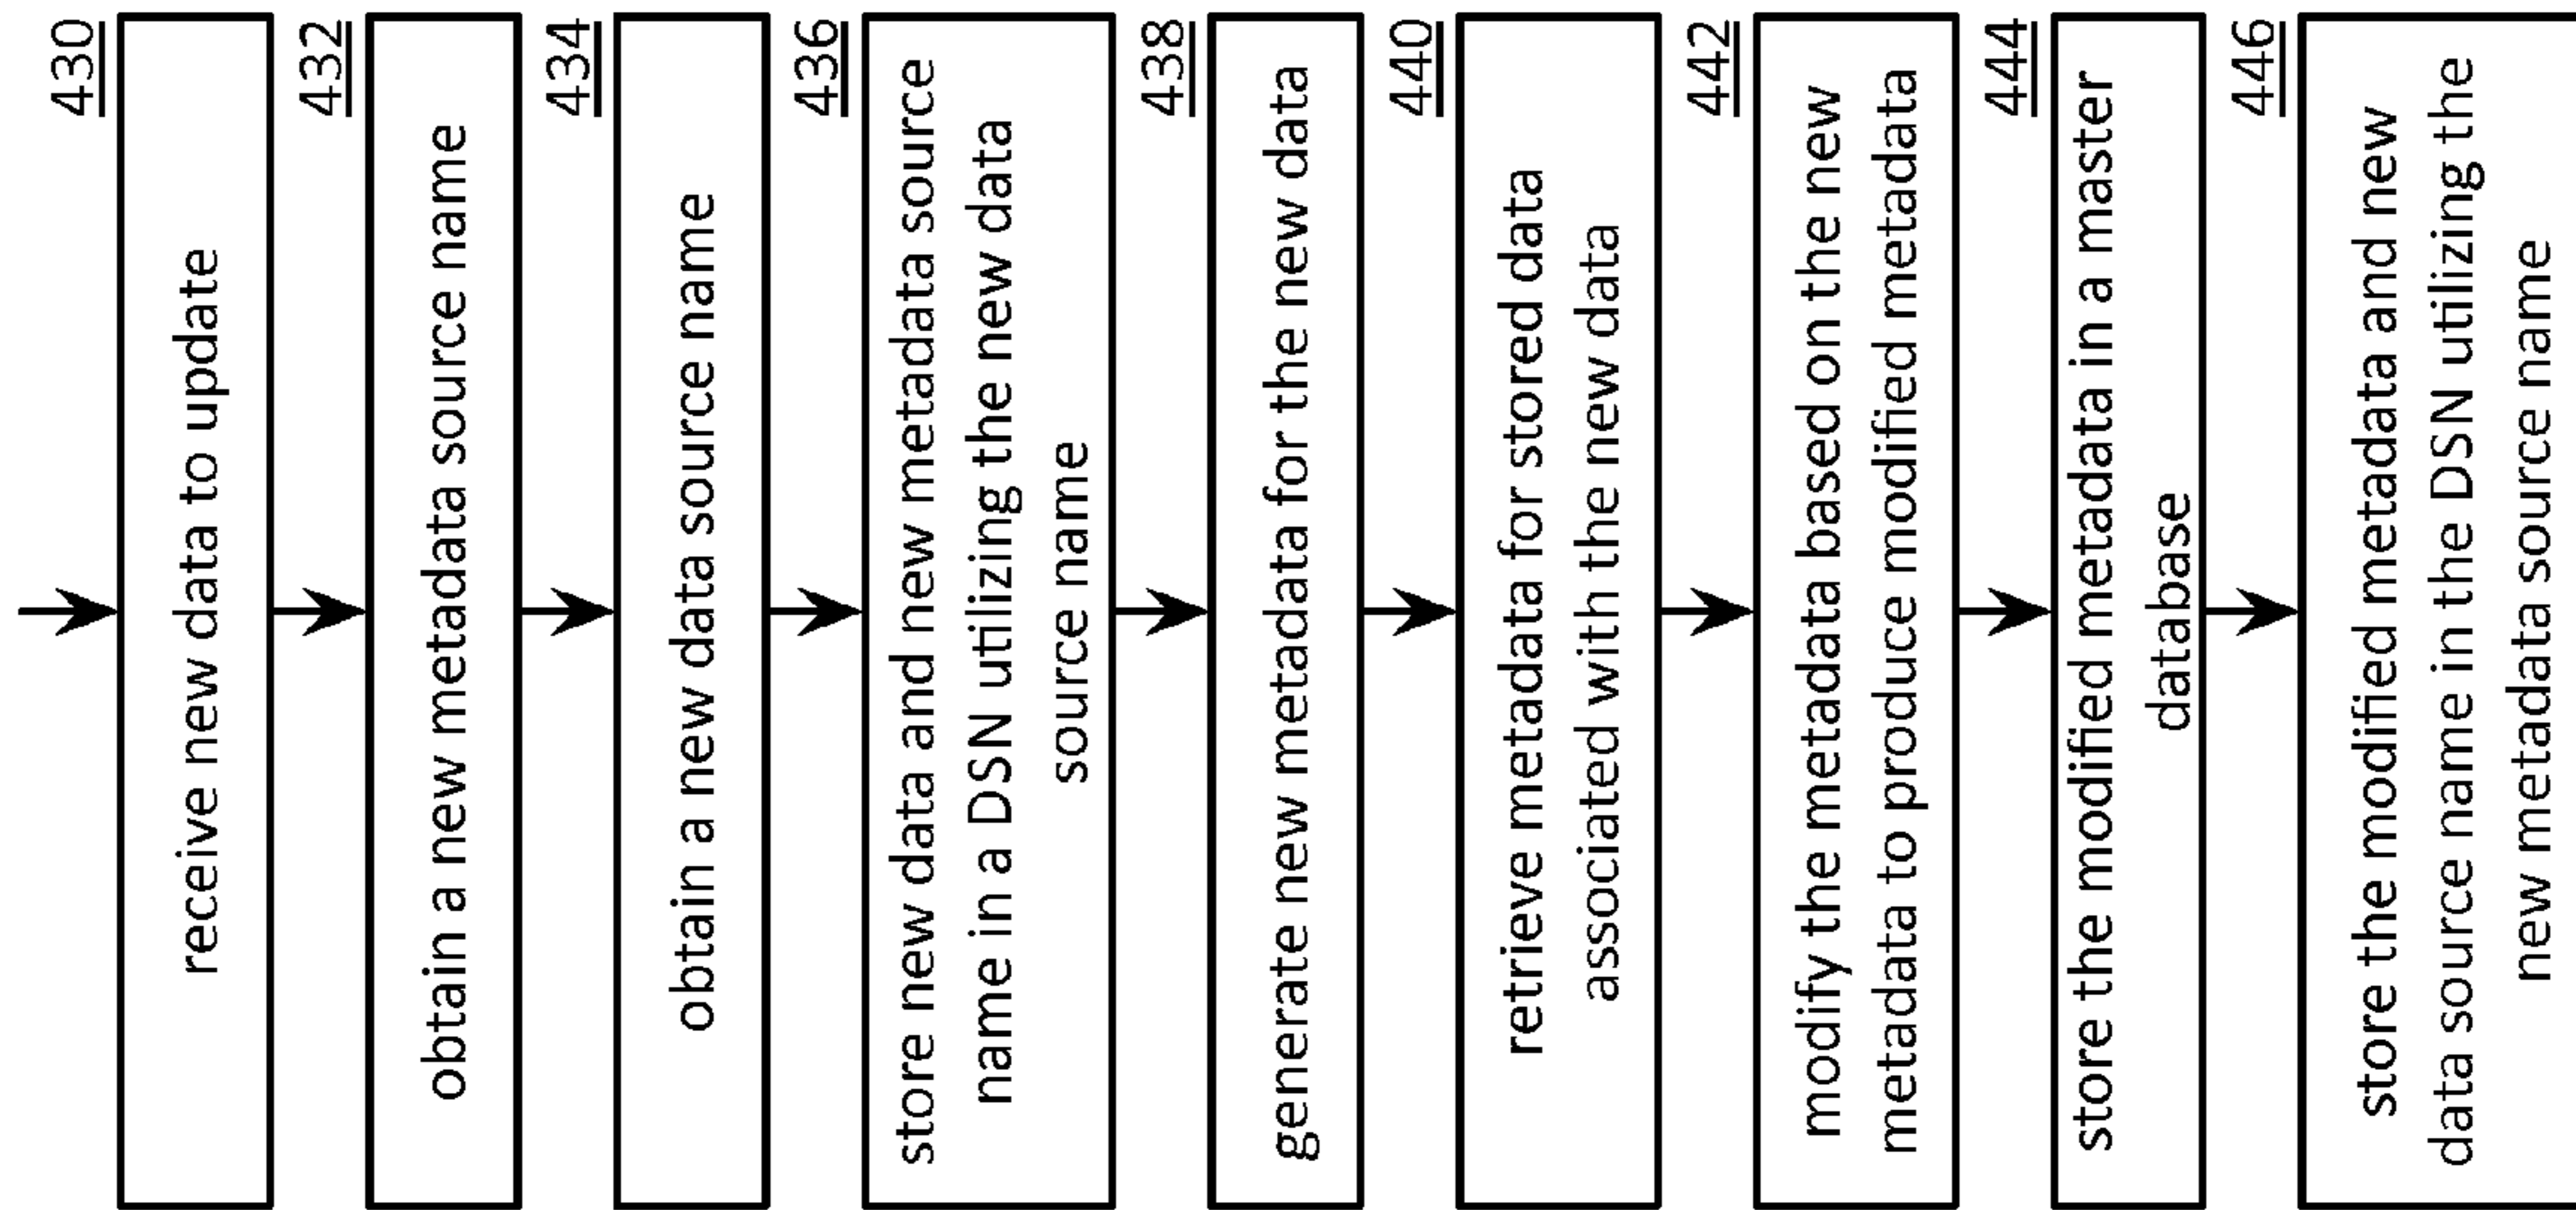 430
receive new data to update
432
obtain a new metadata source name
434
obtain a new data source name
436
store new data and new metadata source
name in a DSN utilizing the new data
source name
438
generate new metadata for the new data
440
retrieve metadata for stored data
associated with the new data
442
modify the metadata based on the new
metadata to produce modified metadata
444
store the modified metadata in a master
database
446
store the modified metadata and new
data source name in the DSN utilizing the
new metadata source name